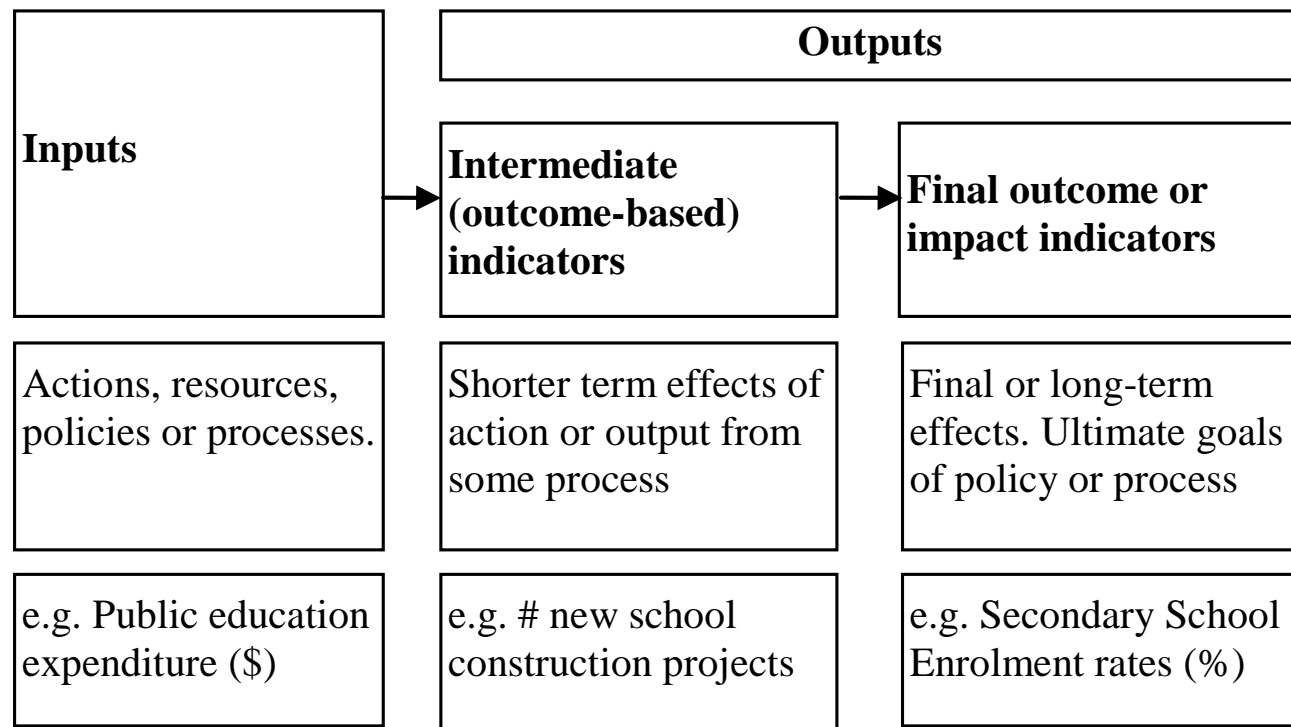 Outputs
Inputs
Intermediate
(outcome-based)
indicators
Final outcome or
impact indicators
Actions, resources,
policies or processes.
Shorter term effects of
action or output from
some process
Final or long-term
effects. Ultimate goals
of policy or process
e.g. Public education
expenditure ($)
e.g. # new school
construction projects
e.g. Secondary School
Enrolment rates (%)